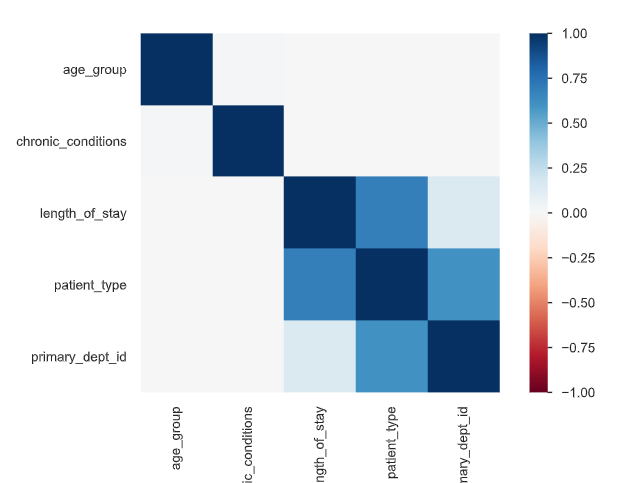 age_group
chronic_conditions
length_of_stay
patient_type
primary_dept_id
age_group
ic_conditions
ngth_of_stay
patient_type
mary_dept_id
1.00
0.75
0.50
0.25
0.00
−0.25
−0.50
−0.75
−1.00